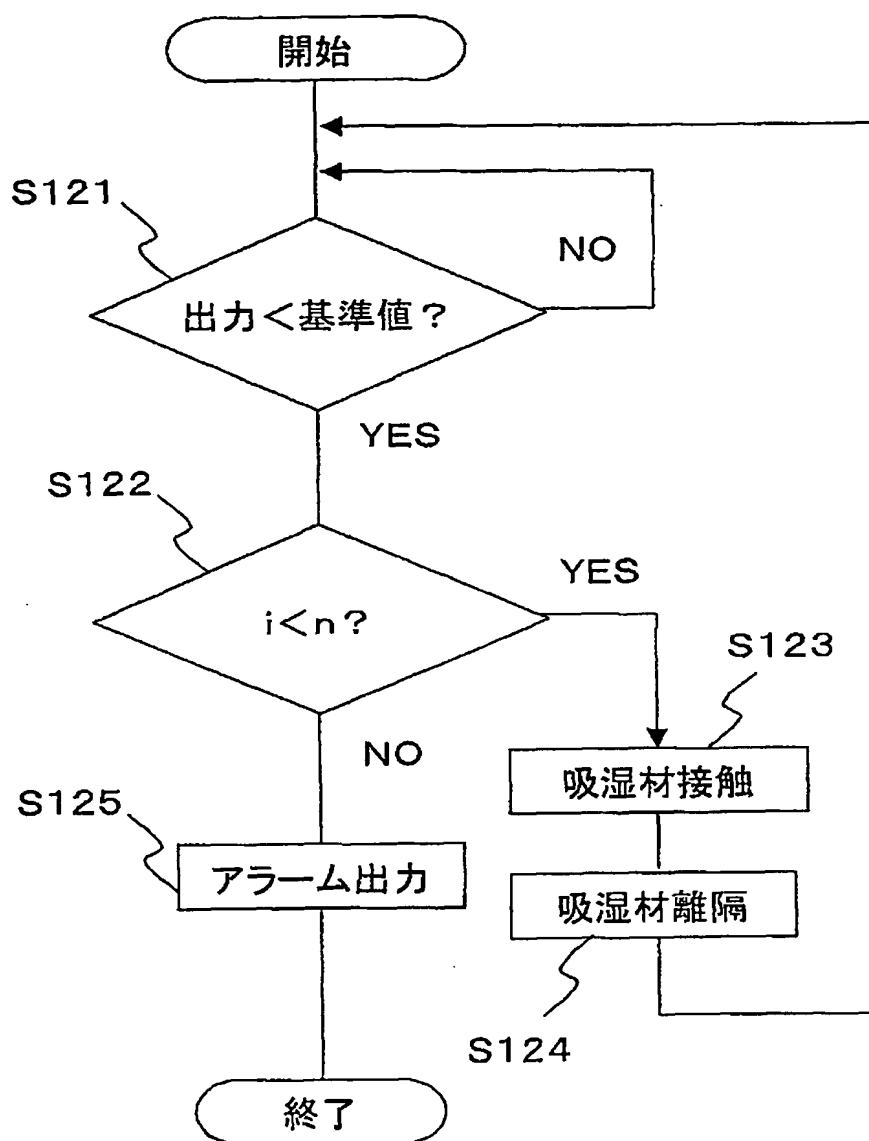 開始
S121
NO
出力<基準値?
YES
S122
YES
i<n?
S123
NO
吸湿材接触
S125
アラーム出力
吸湿材離隔
S124
終了